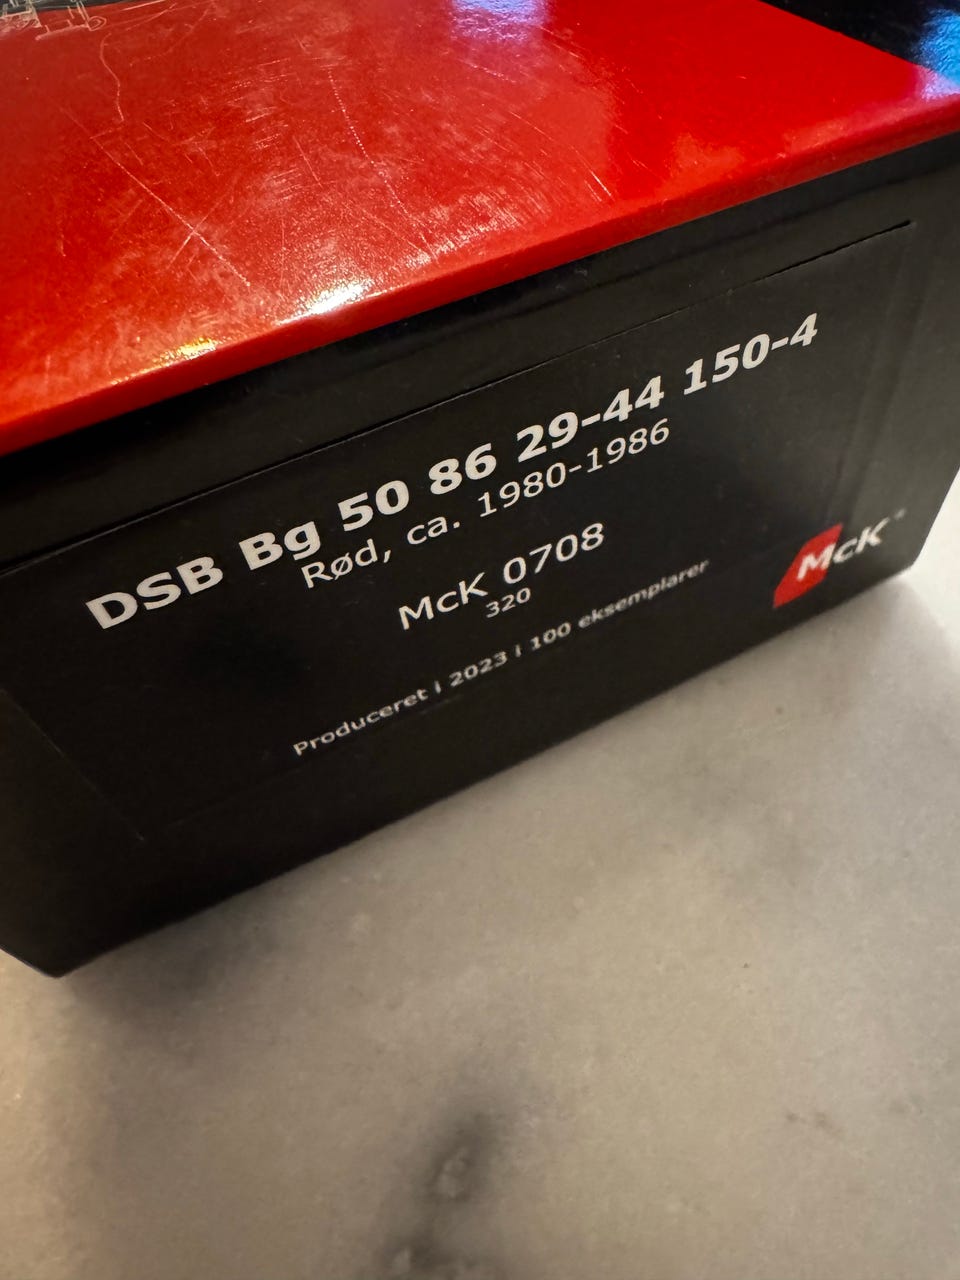 DSB Bg 50 86 29-44 150-4
Rød, ca. 1980-1986
McK 0708
320
Produceret i 2023 i 100 eksemplarer
McK